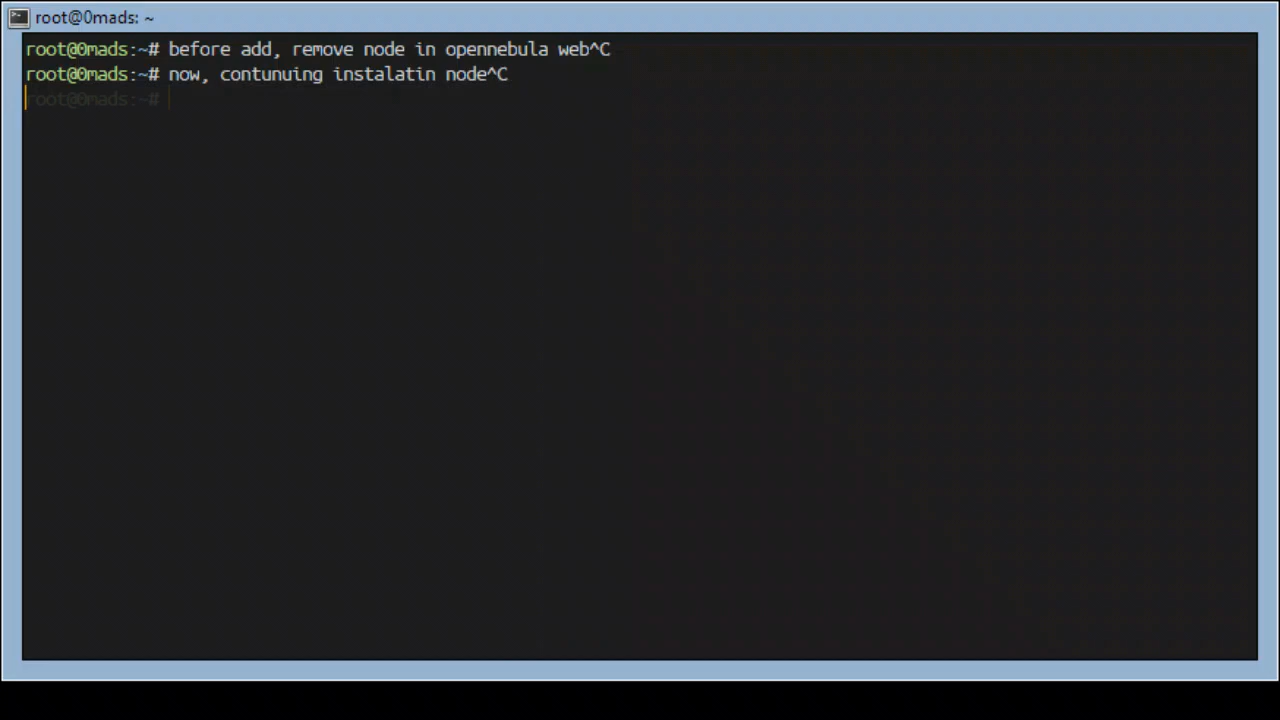 root@0mads: ~
root@0mads:~# before add, remove node in opennebula web^C
root@0mads:~# now, contunuing instalatin node^C
root@0mads:~#